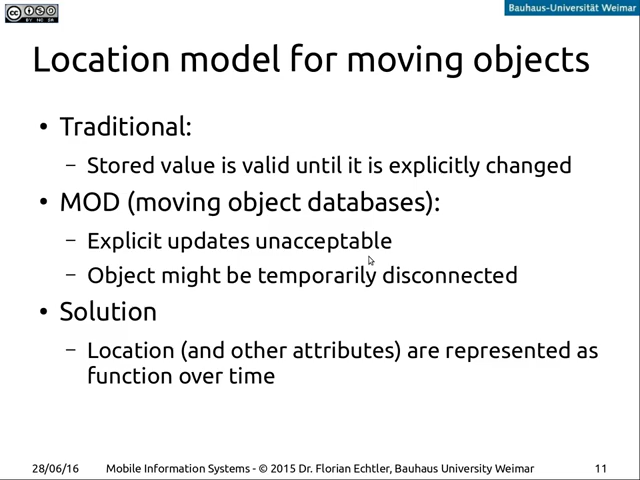 Bauhaus-Universität Weimar
Location model for moving objects
• Traditional:
– Stored value is valid until it is explicitly changed
• MOD (moving object databases):
– Explicit updates unacceptable
– Object might be temporarily disconnected
• Solution
– Location (and other attributes) are represented as
function over time
28/06/16 Mobile Information Systems - © 2015 Dr. Florian Echtler, Bauhaus University Weimar 11